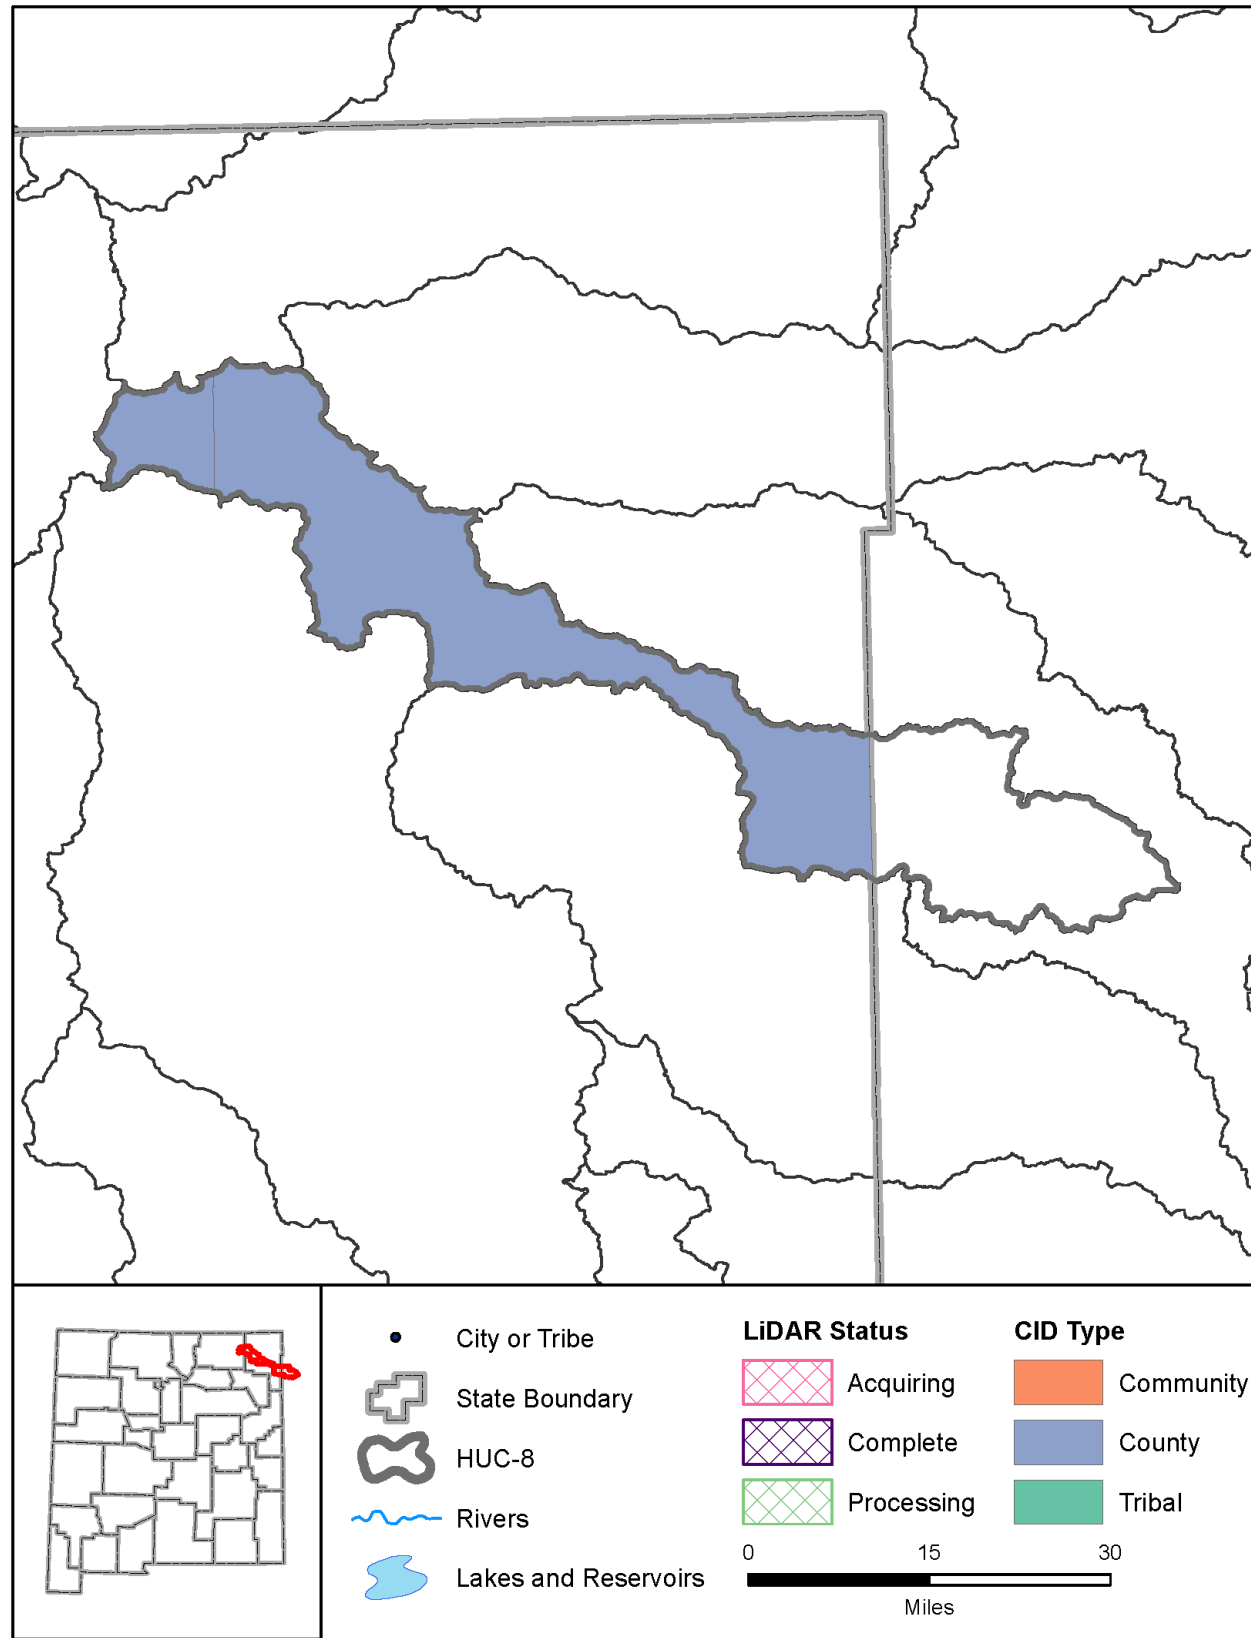 City or Tribe
State Boundary
HUC-8
Rivers
Lakes and Reservoirs
LiDAR Status
Acquiring
Complete
Processing
CID Type
Community
County
Tribal
0 15 30
Miles